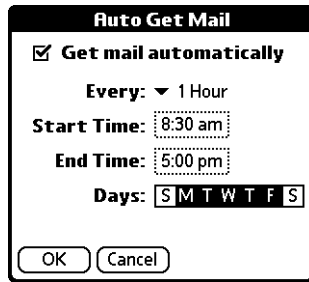 Auto Get Mail
Get mail automatically
Every: 1 Hour
Start Time: 8:30 am
End Time: 5:00 pm
Days: S M T W T F S
OK Cancel